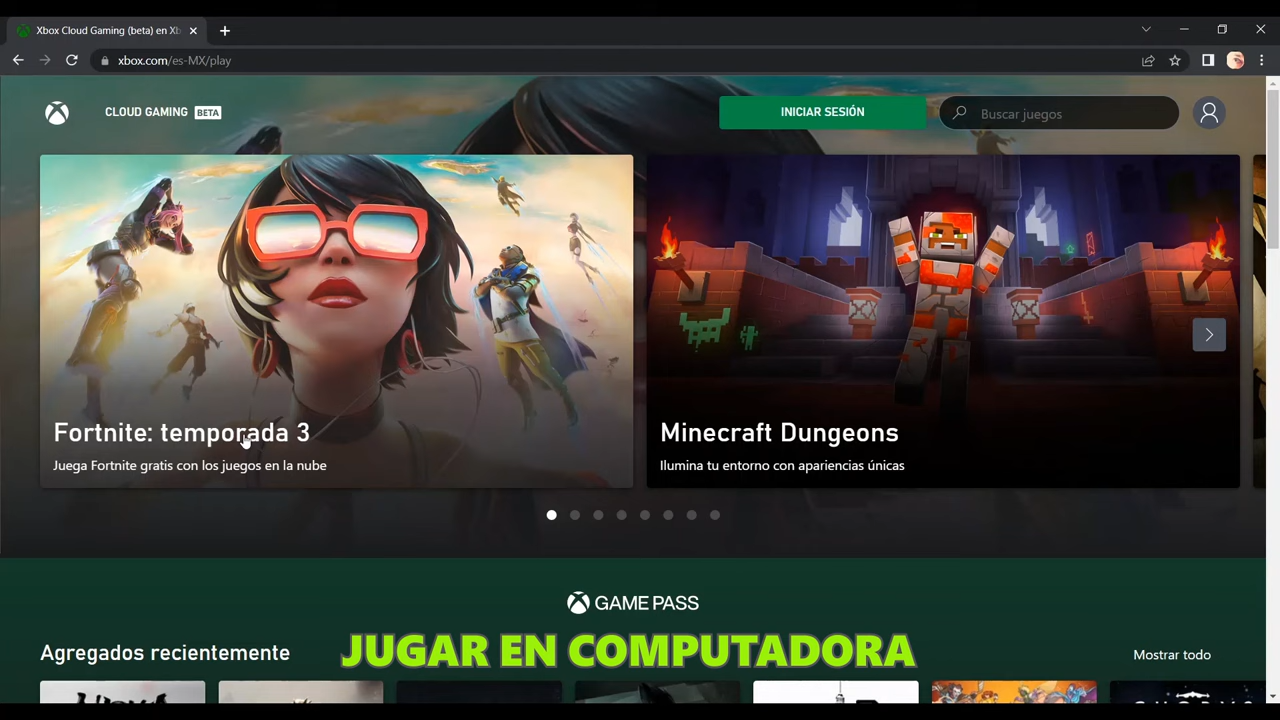 Xbox Cloud Gaming (beta) en Xb
xbox.com/es-MX/play
CLOUD GAMING BETA
INICIAR SESIÓN
Buscar juegos
Fortnite: temporada 3
Juega Fortnite gratis con los juegos en la nube
Minecraft Dungeons
Ilumina tu entorno con apariencias únicas
GAME PASS
Agregados recientemente
JUGAR EN COMPUTADORA
Mostrar todo